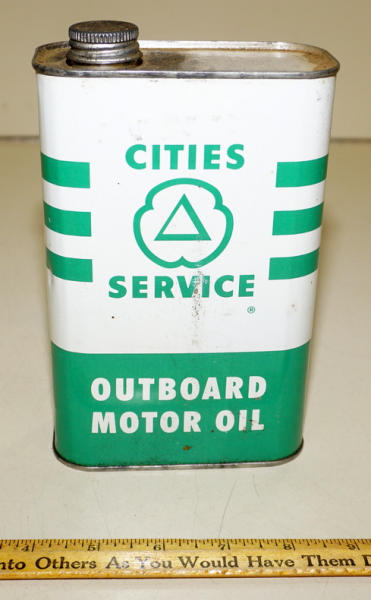 CITIES
SERVICE
®
OUTBOARD
MOTOR OIL
4 5 6 7 8 9
nto Others As You Would Have Them D